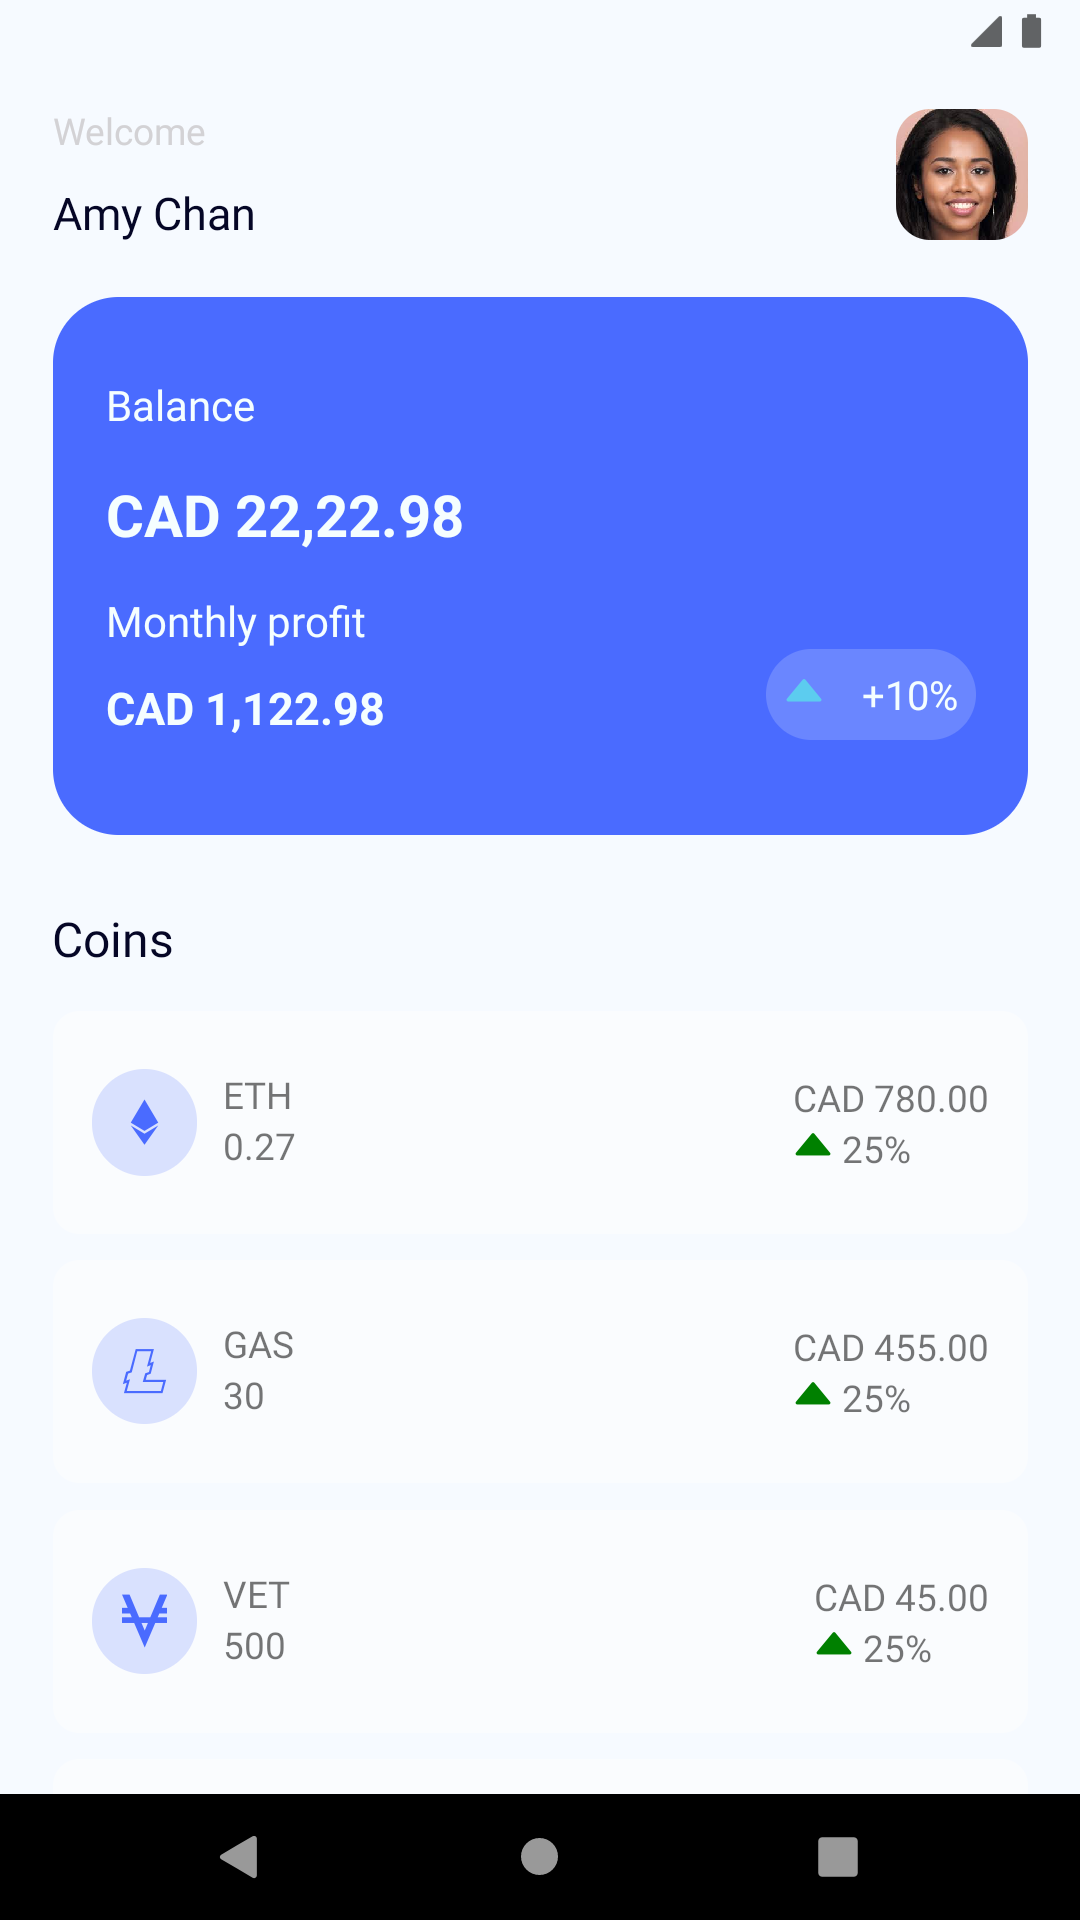 Welcome
Amy Chan
Balance
CAD 22,22.98
Monthly profit
CAD 1,122.98
+10%
Coins
ETH
0.27
CAD 780.00
25%
GAS
30
CAD 455.00
25%
VET
500
CAD 45.00
25%